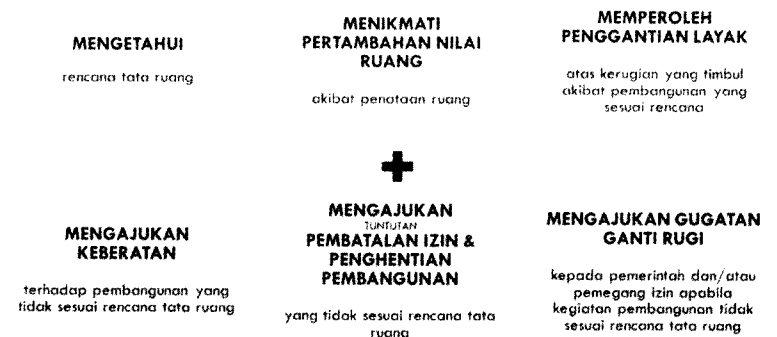 MENGETAHUI
rencana tata ruang
MENIKMATI
PERTAMBAHAN NILAI
RUANG
akibat penataan ruang
MEMPEROLEH
PENGGANTIAN LAYAK
atas kerugian yang timbul
akibat pembangunan yang
sesuai rencana
MENGAJUKAN
KEBERATAN
terhadap pembangunan yang
tidak sesuai rencana tata ruang
MENGAJUKAN
TUNTUTAN
PEMBATALAN IZIN &
PENGHENTIAN
PEMBANGUNAN
yang tidak sesuai rencana tata
ruang
MENGAJUKAN GUGATAN
GANTI RUGI
kepada pemerintah dan/atau
pemegang izin apabila
kegiatan pembangunan tidak
sesuai rencana tata ruang